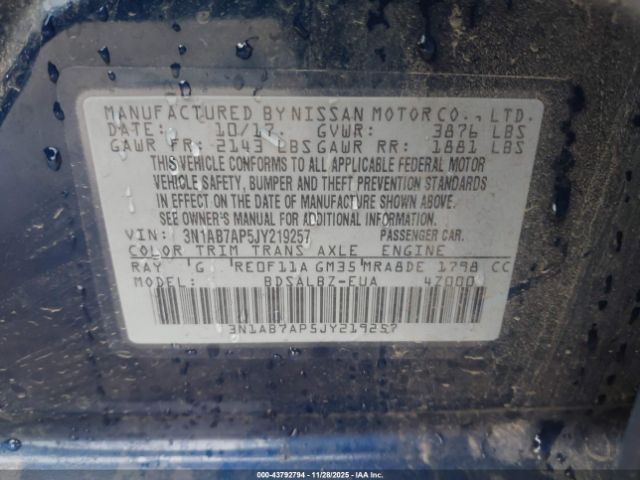 MANUFACTURED BY NISSAN MOTOR CO., LTD.
DATE: 10/17. GVWR: 3876 LBS
GAWR FR: 2143 LBS GAWR RR: 1881 LBS
THIS VEHICLE CONFORMS TO ALL APPLICABLE FEDERAL MOTOR
VEHICLE SAFETY, BUMPER AND THEFT PREVENTION STANDARDS
IN EFFECT ON THE DATE OF MANUFACTURE SHOWN ABOVE.
SEE OWNER'S MANUAL FOR ADDITIONAL INFORMATION.
VIN: 3N1AB7AP5JY219257 PASSENGER CAR.
COLOR TRIM TRANS AXLE ENGINE
RAY G RE0F11A GM35 MRA8DE 1798 CC
MODEL: BDSALBZ-EUA 47000
3N1AB7AP5JY219257
000-43792794 - 11/28/2025 - IAA Inc.